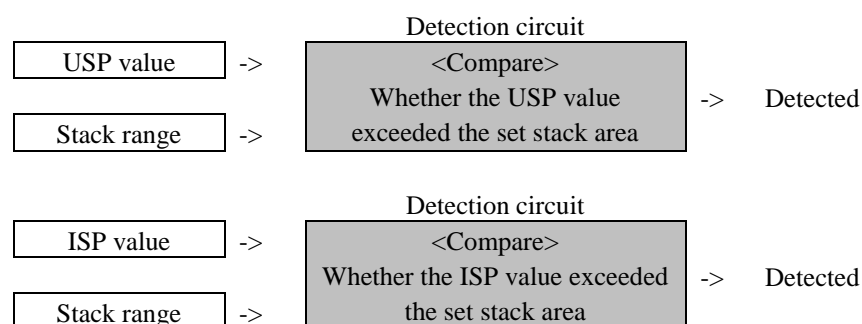 Detection circuit
USP value -> <Compare>
Whether the USP value -> Detected
Stack range -> exceeded the set stack area
Detection circuit
ISP value -> <Compare>
Whether the ISP value exceeded -> Detected
Stack range -> the set stack area